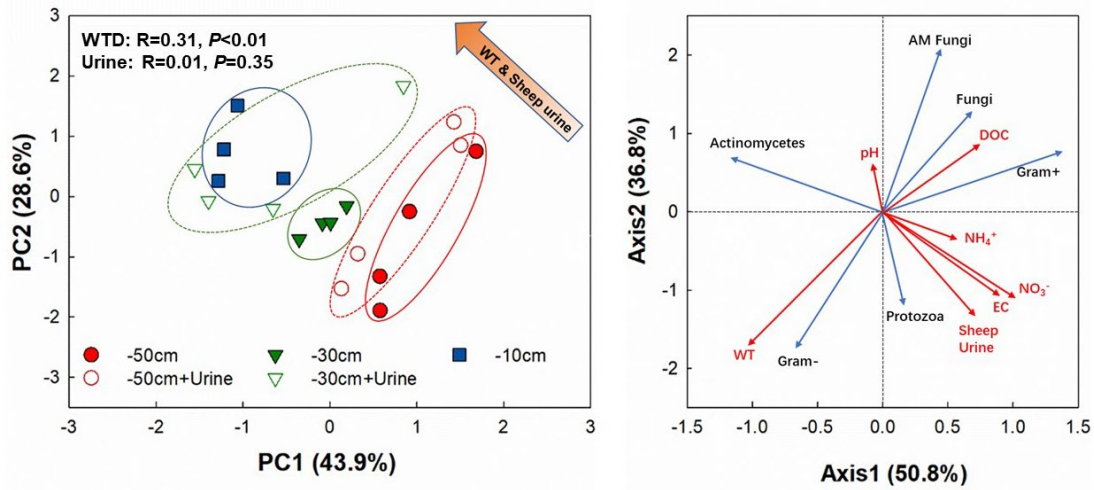 WTD: R=0.31, P<0.01
Urine: R=0.01, P=0.35
WT & Sheep urine
3
2
1
0
-1
-2
-3
PC2 (28.6%)
-50cm
-30cm
-10cm
-50cm+Urine
-30cm+Urine
-3
-2
-1
0
1
2
3
PC1 (43.9%)
2
1
0
-1
-2
Axis2 (36.8%)
AM Fungi
Fungi
DOC
Actinomycetes
pH
Gram+
NH₄⁺
NO₃⁻
EC
Protozoa
Sheep
Urine
WT
Gram-
-1.5
-1.0
-0.5
0.0
0.5
1.0
1.5
Axis1 (50.8%)